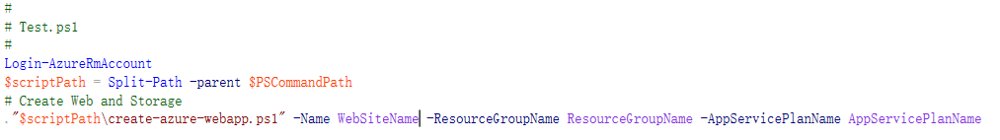 #
# Test.ps1
#
Login-AzureRmAccount
$scriptPath = Split-Path -parent $PSCommandPath
# Create Web and Storage
."$scriptPath\create-azure-webapp.ps1" -Name WebSiteName -ResourceGroupName ResourceGroupName -AppServicePlanName AppServicePlanName